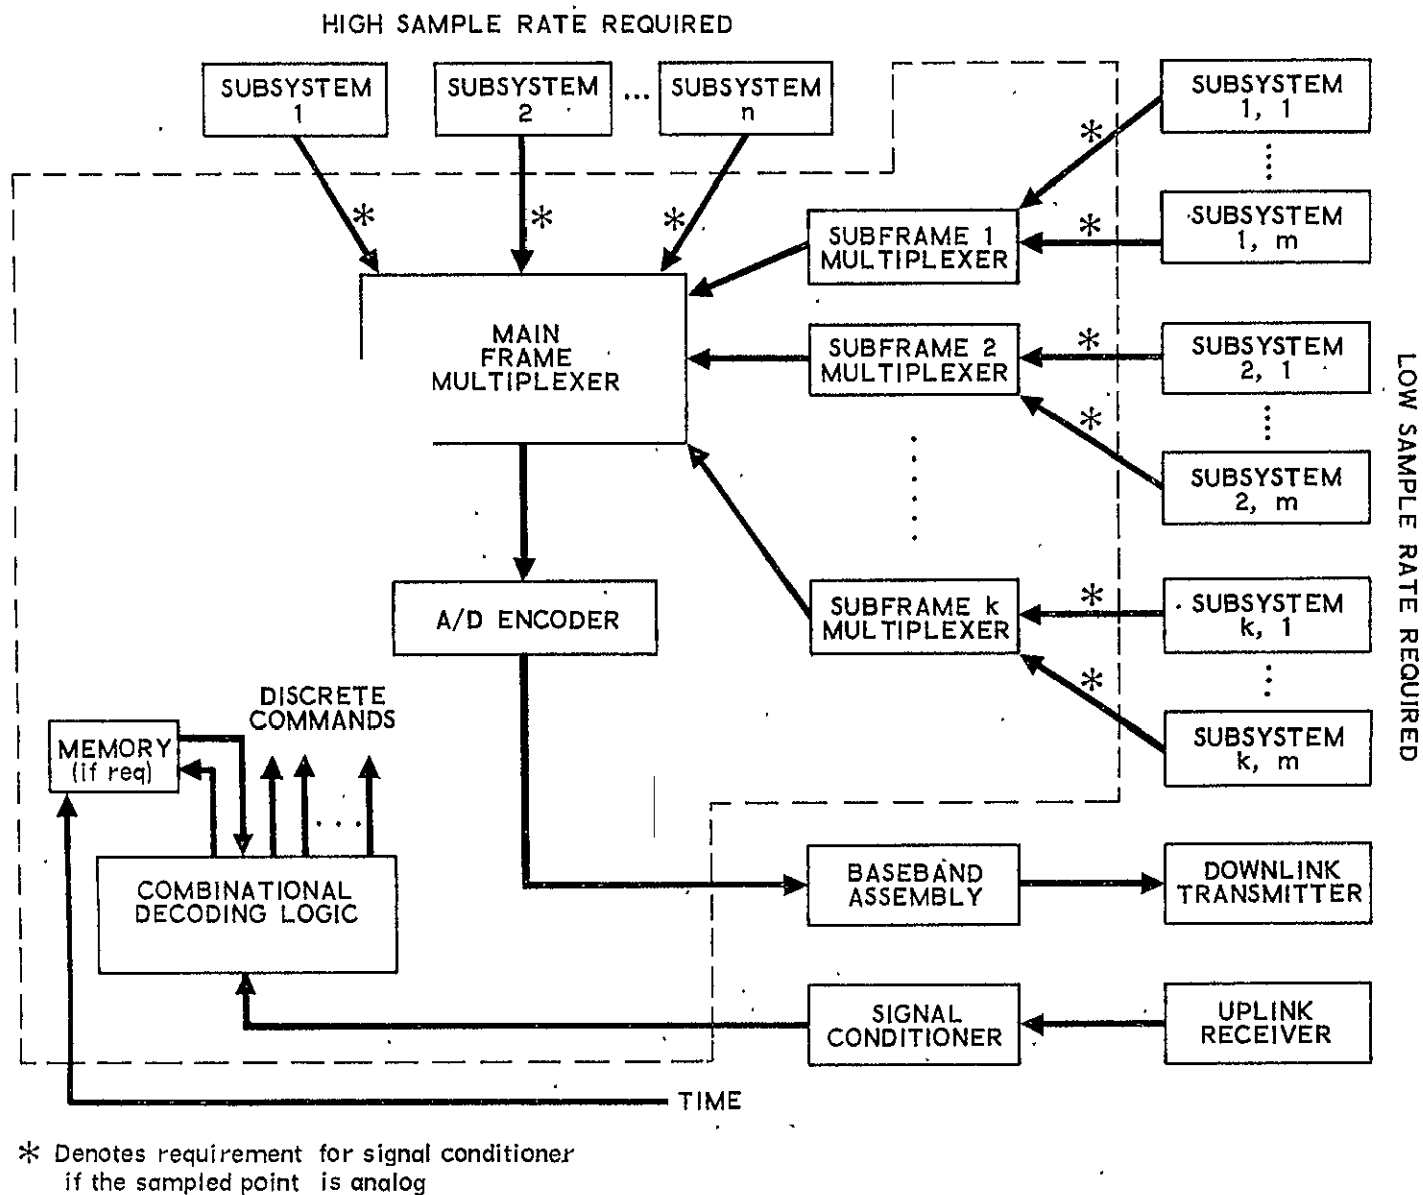 HIGH SAMPLE RATE REQUIRED
SUBSYSTEM
1
SUBSYSTEM
2
...
SUBSYSTEM
n
SUBSYSTEM
1, 1
SUBSYSTEM
1, m
SUBFRAME 1
MULTIPLEXER
MAIN
FRAME
MULTIPLEXER
SUBFRAME 2
MULTIPLEXER
SUBSYSTEM
2, 1
SUBSYSTEM
2, m
LOW SAMPLE RATE REQUIRED
A/D ENCODER
SUBFRAME k
MULTIPLEXER
SUBSYSTEM
k, 1
SUBSYSTEM
k, m
DISCRETE
COMMANDS
MEMORY
(if req)
COMBINATIONAL
DECODING LOGIC
BASEBAND
ASSEMBLY
DOWNLINK
TRANSMITTER
SIGNAL
CONDITIONER
UPLINK
RECEIVER
TIME
* Denotes requirement for signal conditioner
if the sampled point is analog